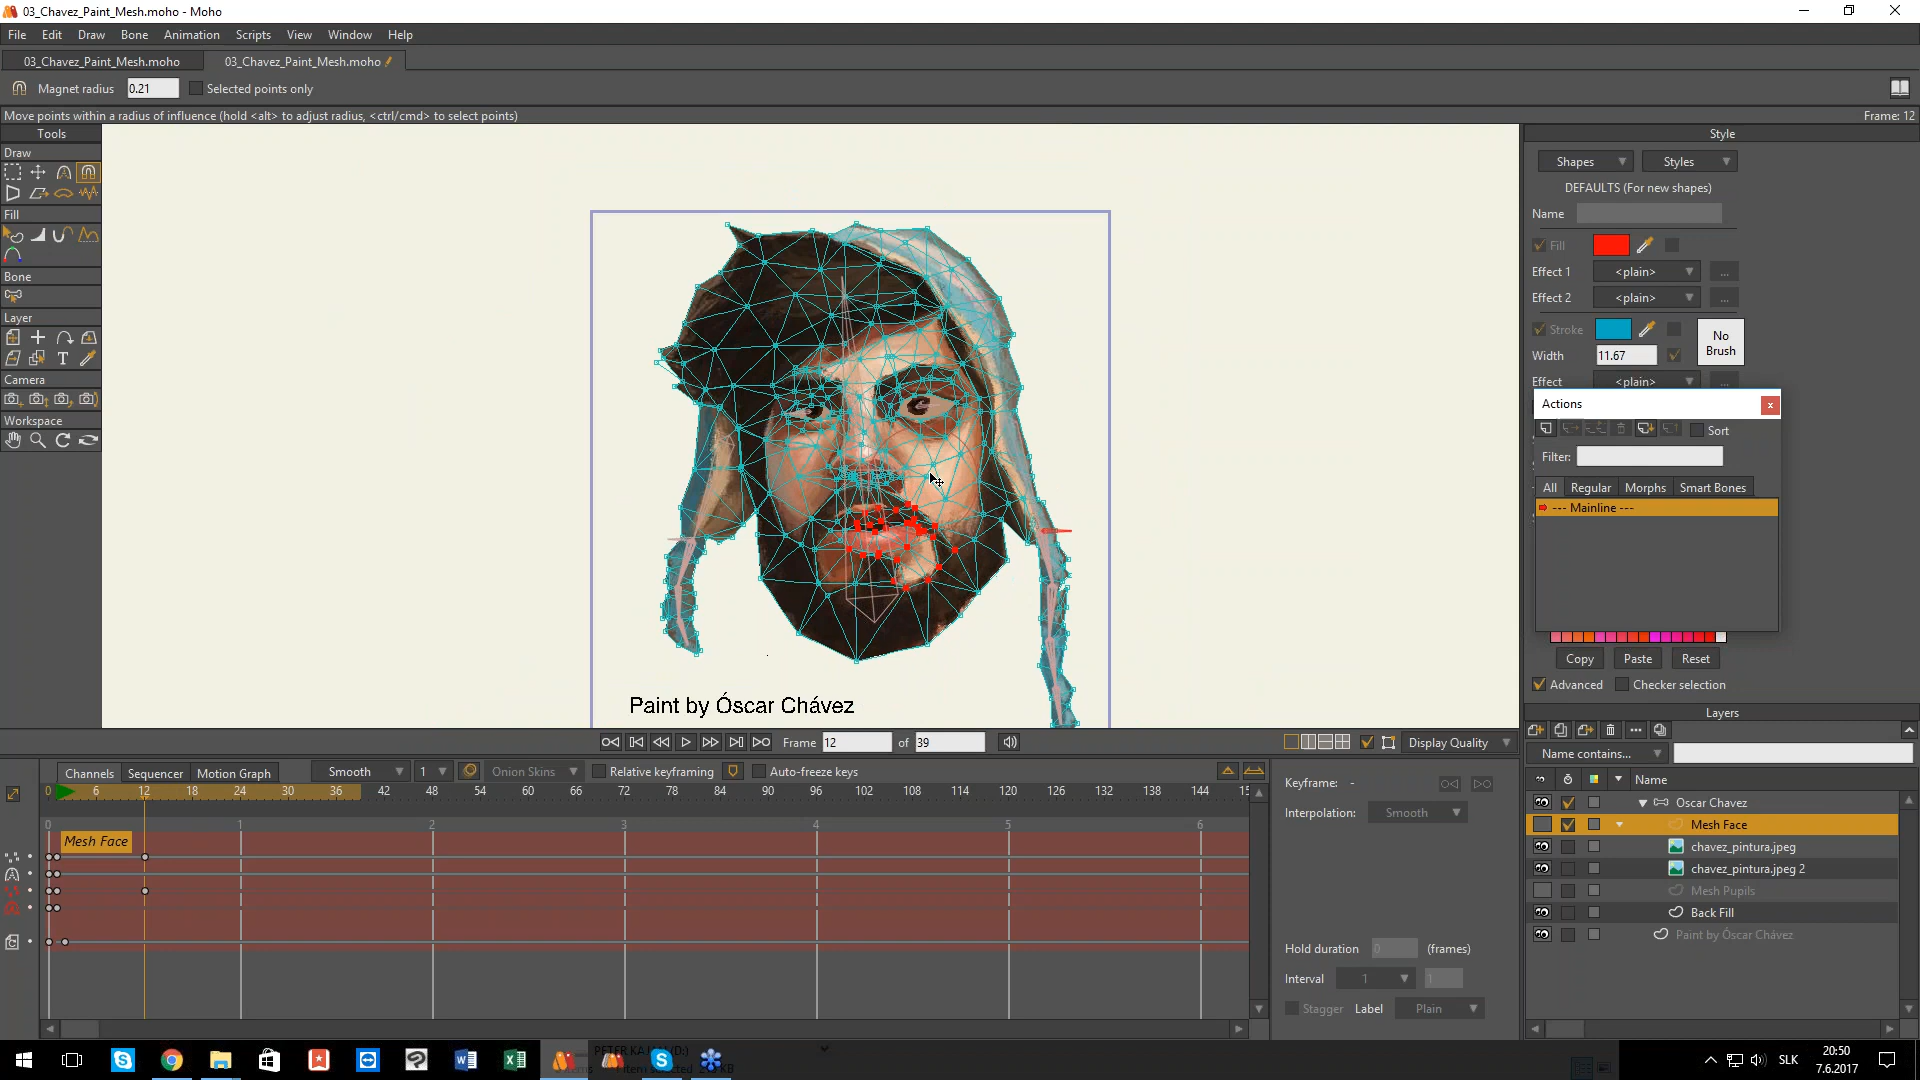 03_Chavez_Paint_Mesh.moho - Moho
File Edit Draw Bone Animation Scripts View Window Help
03_Chavez_Paint_Mesh.moho 03_Chavez_Paint_Mesh.moho
Magnet radius 0.21 Selected points only
Move points within a radius of influence (hold <alt> to adjust radius, <ctrl/cmd> to select points) Frame: 12
Tools
Draw
Fill
Bone
Layer
Camera
Workspace
Paint by Óscar Chávez
Style
Shapes Styles
DEFAULTS (For new shapes)
Name
Fill
Effect 1 <plain> ...
Effect 2 <plain> ...
Stroke
No Brush
Width 11.67
Effect <plain> ...
Actions
Sort
Filter:
All Regular Morphs Smart Bones
--- Mainline ---
Copy Paste Reset
Advanced Checker selection
Layers
Name contains...
Name
Oscar Chavez
Mesh Face
chavez_pintura.jpeg
chavez_pintura.jpeg 2
Mesh Pupils
Back Fill
Paint by Óscar Chávez
Frame 12 of 39 Display Quality
Channels Sequencer Motion Graph Smooth 1 Onion Skins Relative keyframing Auto-freeze keys
0 6 12 18 24 30 36 42 48 54 60 66 72 78 84 90 96 102 108 114 120 126 132 138 144 15
0 1 2 3 4 5 6
Mesh Face
Keyframe: -
Interpolation: Smooth
Hold duration 0 (frames)
Interval 1 1
Stagger Label Plain
SLK
20:50
7.6.2017